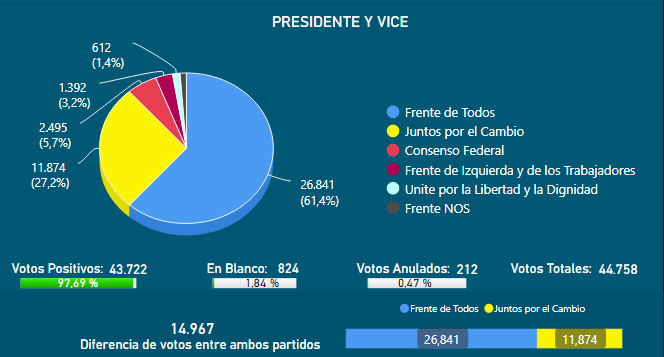 PRESIDENTE Y VICE
612
(1,4%)
1.392
(3,2%)
2.495
(5,7%)
11.874
(27,2%)
26.841
(61,4%)
Frente de Todos
Juntos por el Cambio
Consenso Federal
Frente de Izquierda y de los Trabajadores
Unite por la Libertad y la Dignidad
Frente NOS
Votos Positivos: 43.722
97,69 %
En Blanco: 824
1,84 %
Votos Anulados: 212
0,47 %
Votos Totales: 44.758
14.967
Diferencia de votos entre ambos partidos
Frente de Todos Juntos por el Cambio
26,841 11,874